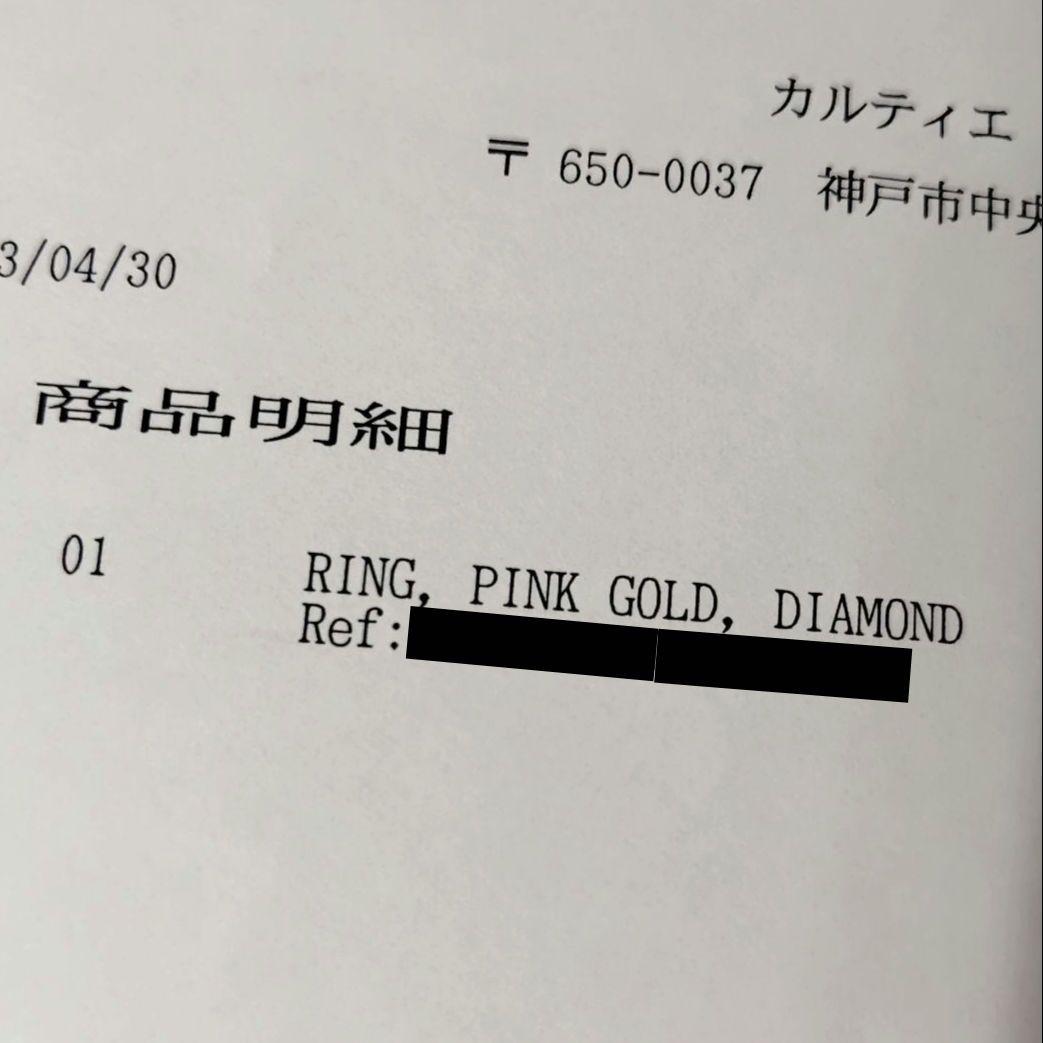 カルティエ
〒 650-0037 神戸市中央
3/04/30
商品明細
01 RING, PINK GOLD, DIAMOND
Ref: